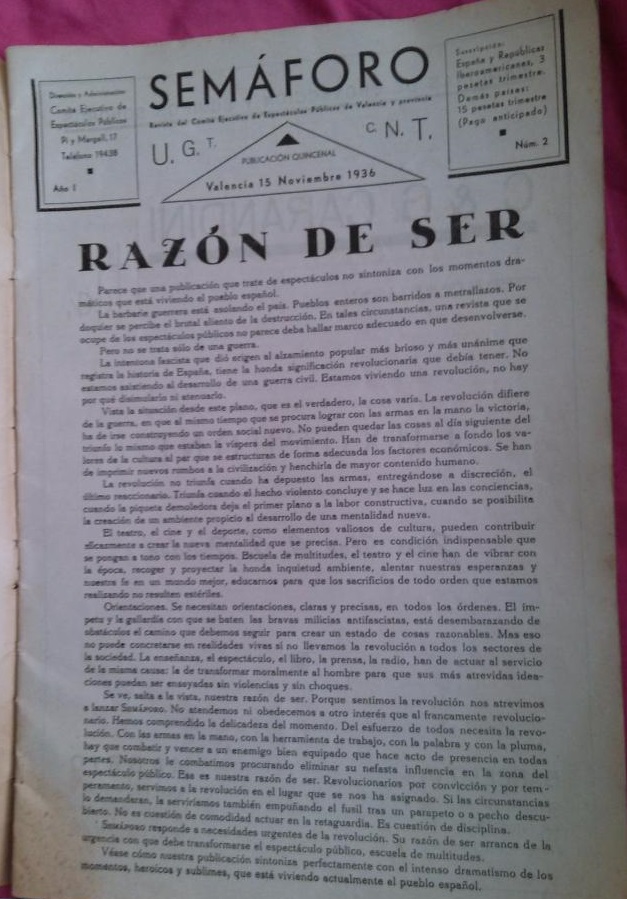 Dirección y Administración:
Comité Ejecutivo de
Espectáculos Públicos
Pi y Margall, 17
Teléfono 19438
Año I
SEMÁFORO
Revista del Comité Ejecutivo de Espectáculos Públicos de Valencia y provincia
U. G. T.
C. N. T.
PUBLICACIÓN QUINCENAL
Valencia 15 Noviembre 1936
Suscripción:
España y Repúblicas
Iberoamericanas, 3
pesetas trimestre.
Demás países:
15 pesetas trimestre
(Pago anticipado)
Núm. 2
RAZÓN DE SER
Parece que una publicación que trate de espectáculos no sintoniza con los momentos dra-
máticos que está viviendo el pueblo español.
La barbarie guerrera está asolando el país. Pueblos enteros son barridos a metrallazos. Por
doquier se percibe el brutal aliento de la destrucción. En tales circunstancias, una revista que se
ocupe de los espectáculos públicos no parece deba hallar marco adecuado en que desenvolverse.
Pero no se trata sólo de una guerra.
La intentona fascista que dió origen al alzamiento popular más brioso y más unánime que
registra la historia de España, tiene la honda significación revolucionaria que debía tener. No
estamos asistiendo al desarrollo de una guerra civil. Estamos viviendo una revolución, no hay
por qué disimularlo ni atenuarlo.
Vista la situación desde este plano, que es el verdadero, la cosa varía. La revolución difiere
de la guerra, en que al mismo tiempo que se procura lograr con las armas en la mano la victoria,
ha de irse construyendo un orden social nuevo. No pueden quedar las cosas al día siguiente del
triunfo lo mismo que estaban la víspera del movimiento. Han de transformarse a fondo los va-
lores de la cultura al par que se estructuran de forma adecuada los factores económicos. Se han
de imprimir nuevos rumbos a la civilización y henchirla de mayor contenido humano.
La revolución no triunfa cuando ha depuesto las armas, entregándose a discreción, el
último reaccionario. Triunfa cuando el hecho violento concluye y se hace luz en las conciencias,
cuando la piqueta demoledora deja el primer plano a la labor constructiva, cuando se posibilita
la creación de un ambiente propicio al desarrollo de una mentalidad nueva.
El teatro, el cine y el deporte, como elementos valiosos de cultura, pueden contribuir
eficazmente a crear la nueva mentalidad que se precisa. Pero es condición indispensable que
se pongan a tono con los tiempos. Escuela de multitudes, el teatro y el cine han de vibrar con
la época, recoger y proyectar la honda inquietud ambiente, alentar nuestras esperanzas y
nuestra fe en un mundo mejor, educarnos para que los sacrificios de todo orden que estamos
realizando no resulten estériles.
Orientaciones. Se necesitan orientaciones, claras y precisas, en todos los órdenes. El ím-
petu y la gallardía con que se baten las bravas milicias antifascistas, está desembarazando de
obstáculos el camino que debemos seguir para crear un estado de cosas razonables. Mas eso
no puede concretarse en realidades vivas si no llevamos la revolución a todos los sectores de
la sociedad. La enseñanza, el espectáculo, el libro, la prensa, la radio, han de actuar al servicio
de la misma causa: la de transformar moralmente al hombre para que sus más atrevidas idea-
ciones puedan ser ensayadas sin violencias y sin choques.
Se ve, salta a la vista, nuestra razón de ser. Porque sentimos la revolución nos atrevimos
a lanzar SEMÁFORO. No atendemos ni obedecemos a otro interés que al francamente revolucio-
nario. Hemos comprendido la delicadeza del momento. Del esfuerzo de todos necesita la revo-
lución. Con las armas en la mano, con la herramienta de trabajo, con la palabra y con la pluma,
hay que combatir y vencer a un enemigo bien equipado que hace acto de presencia en todas
partes. Nosotros le combatimos procurando eliminar su nefasta influencia en la zona del
espectáculo público. Esa es nuestra razón de ser. Revolucionarios por convicción y por tem-
peramento, servimos a la revolución en el lugar que se nos ha asignado. Si las circunstancias
lo demandaran, la serviríamos también empuñando el fusil tras un parapeto o a pecho descu-
bierto. No es cuestión de comodidad actuar en la retaguardia. Es cuestión de disciplina.
SEMÁFORO responde a necesidades urgentes de la revolución. Su razón de ser arranca de la
urgencia con que debe transformarse el espectáculo público, escuela de multitudes.
Véase cómo nuestra publicación sintoniza perfectamente con el intenso dramatismo de los
momentos, heroicos y sublimes, que está viviendo actualmente el pueblo español.